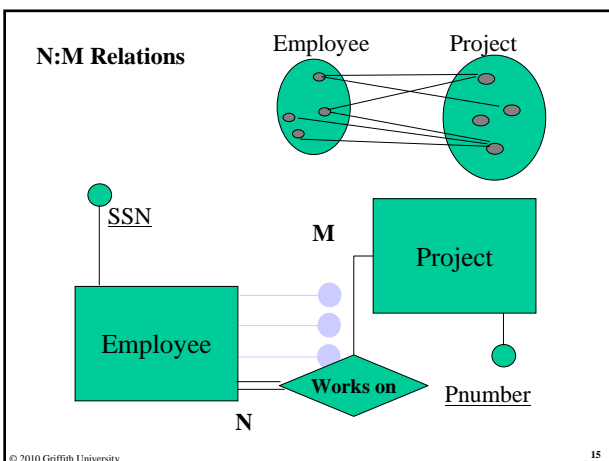 N:M Relations
Employee
Project
SSN
M
Project
Employee
Works on
Pnumber
N
© 2010 Griffith University
15